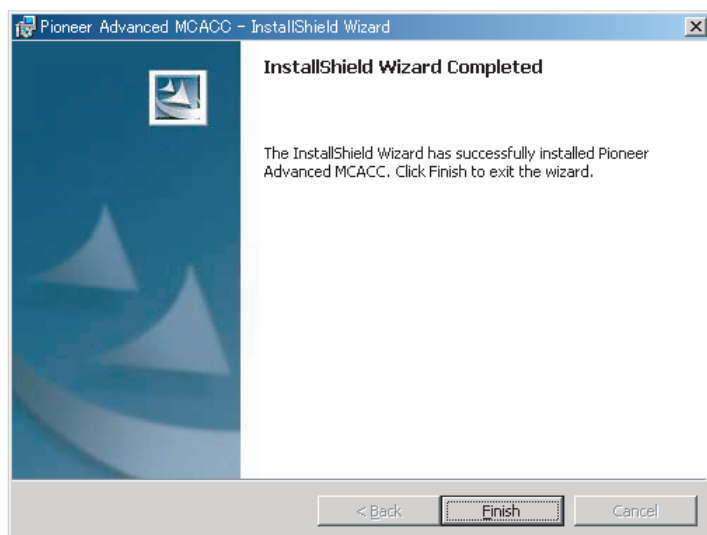 Pioneer Advanced MCACC - InstallShield Wizard
InstallShield Wizard Completed
The InstallShield Wizard has successfully installed Pioneer
Advanced MCACC. Click Finish to exit the wizard.
< Back
Finish
Cancel